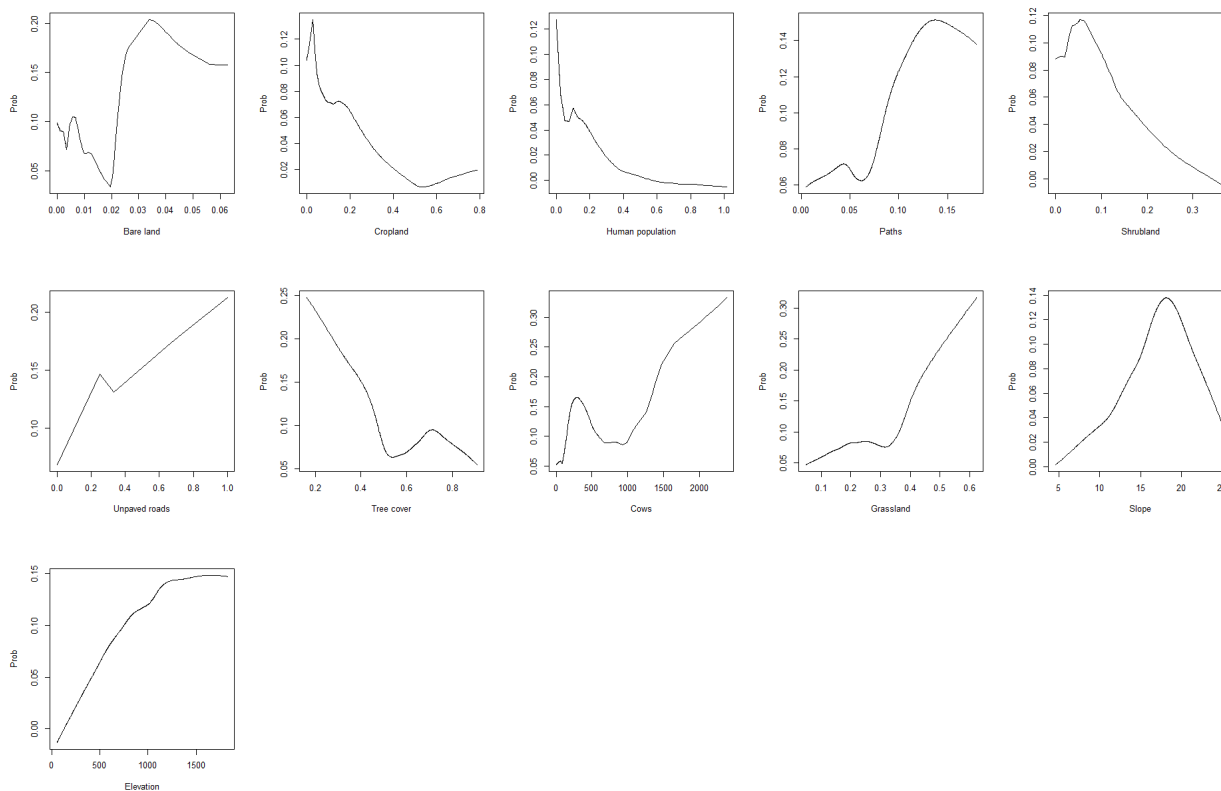 Prob
0.05 0.10 0.15 0.20
0.00 0.01 0.02 0.03 0.04 0.05 0.06
Bare land
Prob
0.02 0.04 0.06 0.08 0.10 0.12
0.0 0.2 0.4 0.6 0.8
Cropland
Prob
0.00 0.02 0.04 0.06 0.08 0.10 0.12
0.0 0.2 0.4 0.6 0.8 1.0
Human population
Prob
0.06 0.08 0.10 0.12 0.14
0.00 0.05 0.10 0.15
Paths
Prob
0.00 0.02 0.04 0.06 0.08 0.10 0.12
0.0 0.1 0.2 0.3
Shrubland
Prob
0.10 0.15 0.20
0.0 0.2 0.4 0.6 0.8 1.0
Unpaved roads
Prob
0.05 0.10 0.15 0.20 0.25
0.2 0.4 0.6 0.8
Tree cover
Prob
0.05 0.10 0.15 0.20 0.25 0.30
0 500 1000 1500 2000
Cows
Prob
0.05 0.10 0.15 0.20 0.25 0.30
0.1 0.2 0.3 0.4 0.5 0.6
Grassland
Prob
0.00 0.02 0.04 0.06 0.08 0.10 0.12 0.14
5 10 15 20
Slope
Prob
0.00 0.05 0.10 0.15
0 500 1000 1500
Elevation